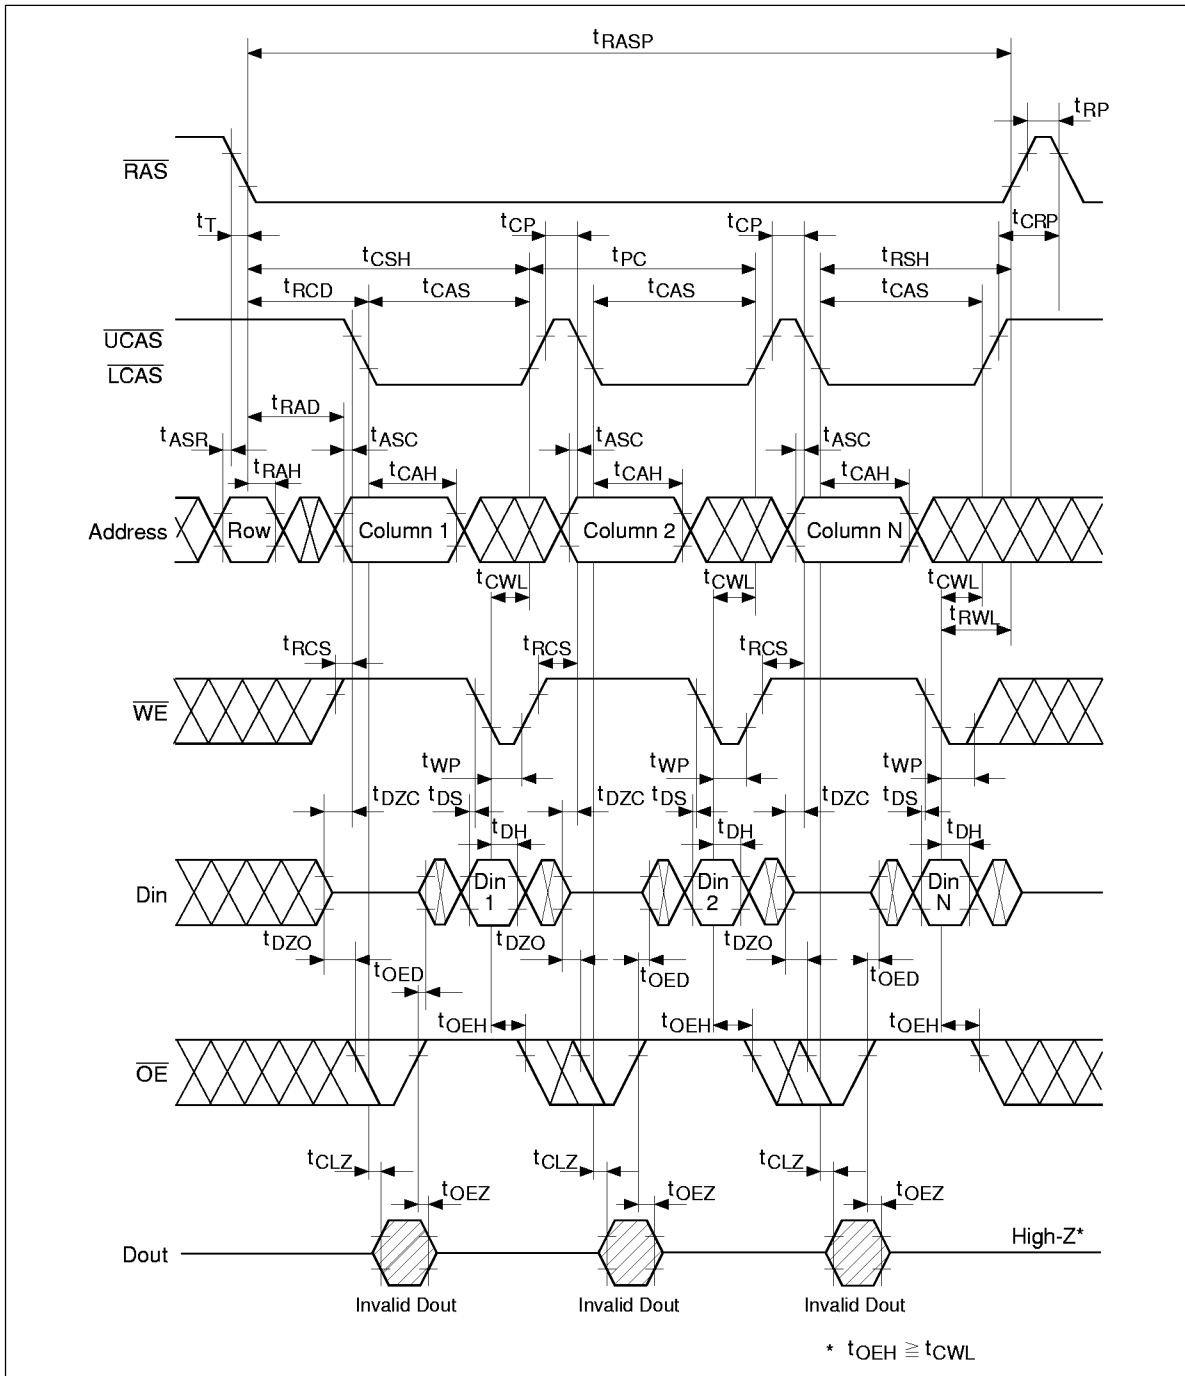 tRASP
tRP
RAS
tT tCP tCP tCRP
tCSH tPC tRSH
tRCD tCAS tCAS tCAS
UCAS
LCAS
tRAD
tASR tASC tASC tASC
tRAH tCAH tCAH tCAH
Address Row Column 1 Column 2 Column N
tCWL tCWL tCWL
tRWL
tRCS tRCS tRCS
WE
tWP tWP tWP
tDZC tDS tDZC tDS tDZC tDS
tDH tDH tDH
Din Din 1 Din 2 Din N
tDZO tDZO tDZO
tOED tOED tOED
tOEH tOEH tOEH
OE
tCLZ tCLZ tCLZ
tOEZ tOEZ tOEZ
Dout High-Z*
Invalid Dout Invalid Dout Invalid Dout
* tOEH ≧ tCWL